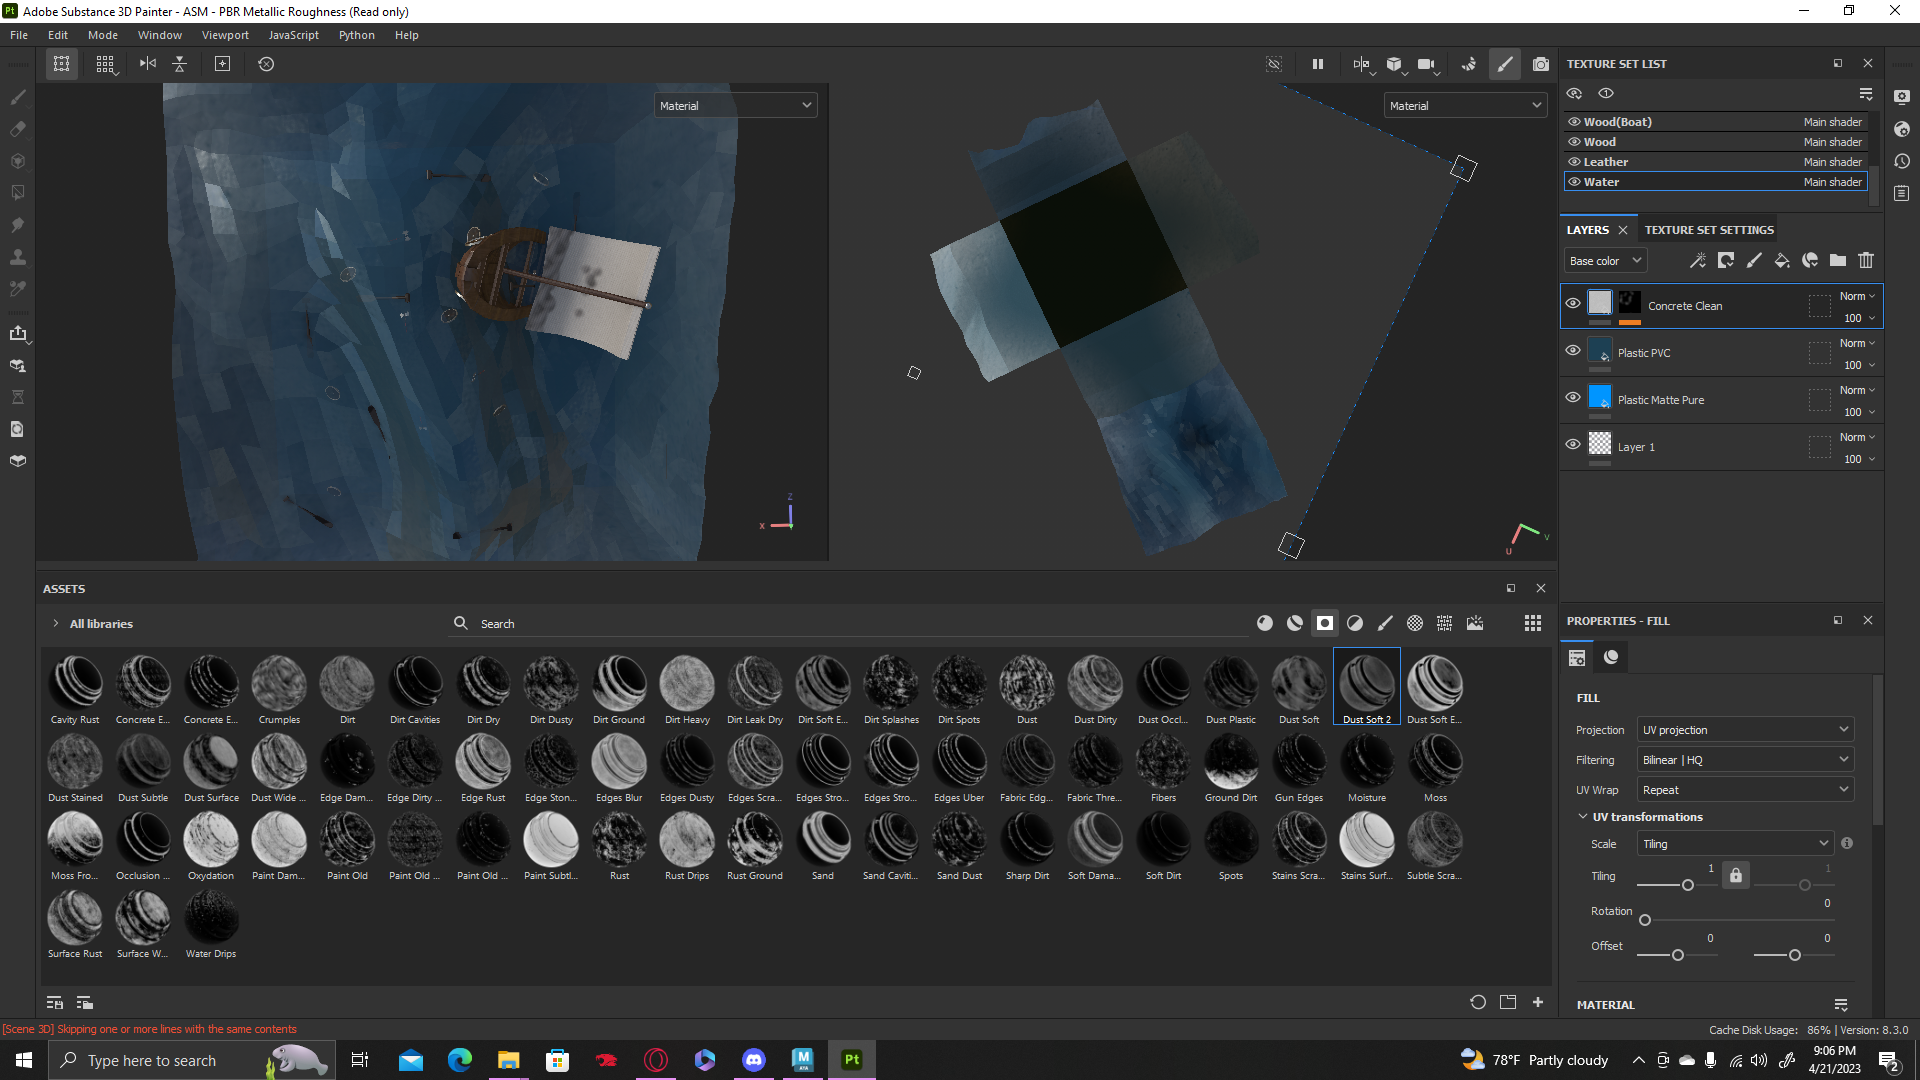 Adobe Substance 3D Painter - ASM - PBR Metallic Roughness (Read only)
File Edit Mode Window Viewport JavaScript Python Help
Material
Material
TEXTURE SET LIST
Wood(Boat) Main shader
Wood Main shader
Leather Main shader
Water Main shader
LAYERS TEXTURE SET SETTINGS
Base color
Concrete Clean Norm 100
Plastic PVC Norm 100
Plastic Matte Pure Norm 100
Layer 1 Norm 100
Z
X
U V
ASSETS
All libraries Search
Cavity Rust Concrete E... Concrete E... Crumples Dirt Dirt Cavities Dirt Dry Dirt Dusty Dirt Ground Dirt Heavy Dirt Leak Dry Dirt Soft E... Dirt Splashes Dirt Spots Dust Dust Dirty Dust Occl... Dust Plastic Dust Soft Dust Soft 2 Dust Soft E...
Dust Stained Dust Subtle Dust Surface Dust Wide ... Edge Dam... Edge Dirty ... Edge Rust Edge Ston... Edges Blur Edges Dusty Edges Scra... Edges Stro... Edges Stro... Edges Uber Fabric Edg... Fabric Thre... Fibers Ground Dirt Gun Edges Moisture Moss
Moss Fro... Occlusion ... Oxydation Paint Dam... Paint Old Paint Old ... Paint Old ... Paint Subtl... Rust Rust Drips Rust Ground Sand Sand Caviti... Sand Dust Sharp Dirt Soft Dama... Soft Dirt Spots Stains Scra... Stains Surf... Subtle Scra...
Surface Rust Surface W... Water Drips
PROPERTIES - FILL
FILL
Projection UV projection
Filtering Bilinear | HQ
UV Wrap Repeat
UV transformations
Scale Tiling
Tiling 1 1
Rotation 0
Offset 0 0
MATERIAL
[Scene 3D] Skipping one or more lines with the same contents
Cache Disk Usage: 86% | Version: 8.3.0
Type here to search
78°F Partly cloudy
9:06 PM
4/21/2023
2
Pt
Pt
M